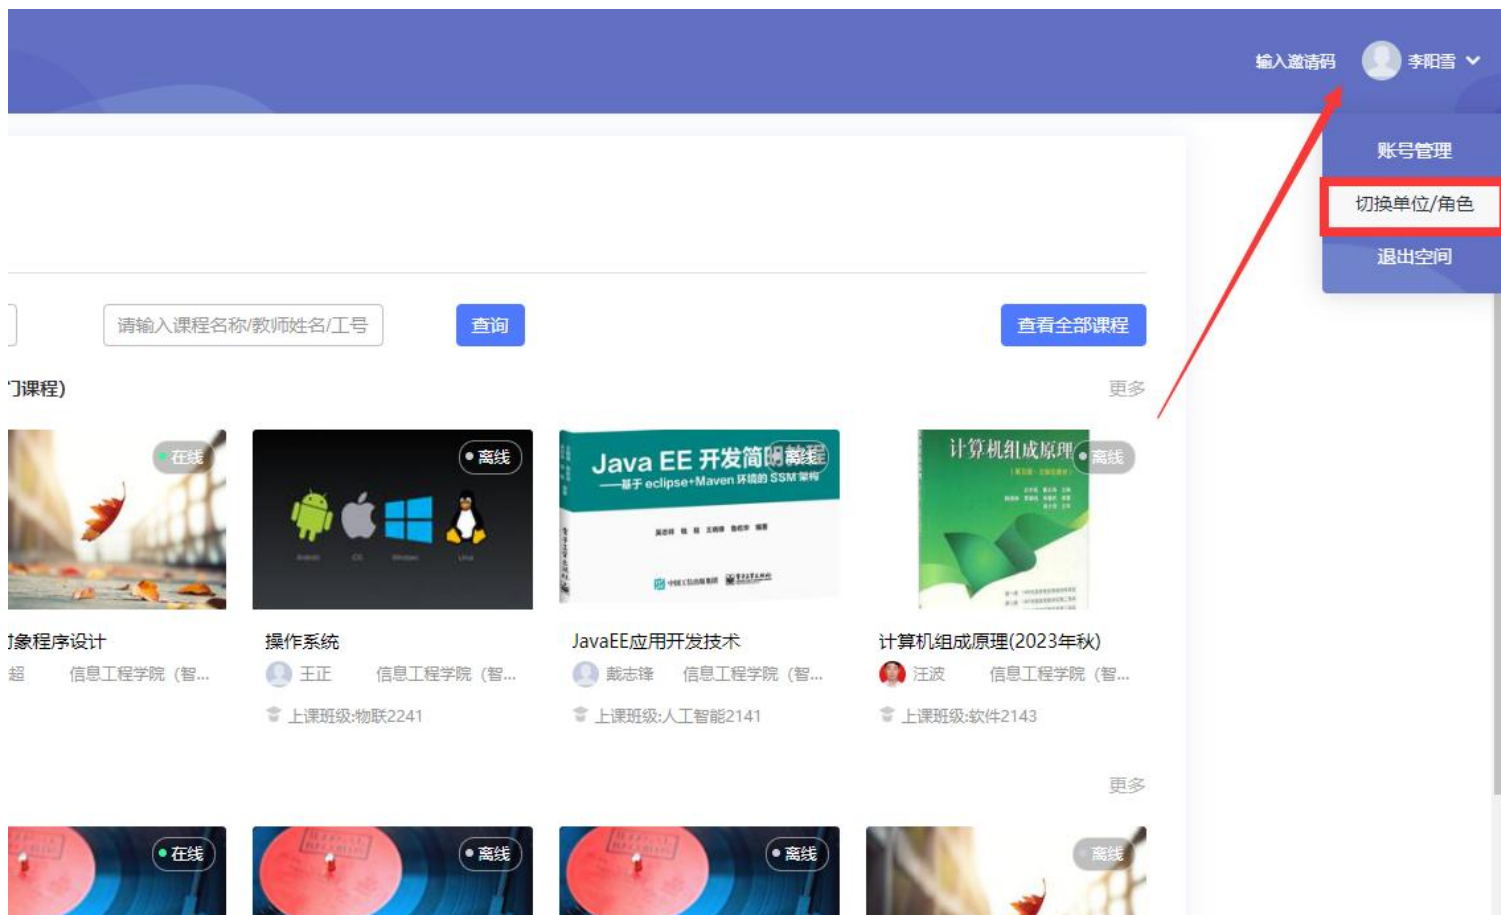 输入邀请码
李阳雪
账号管理
切换单位/角色
退出空间
请输入课程名称/教师姓名/工号
查询
查看全部课程
门课程)
更多
在线
离线
Android
iOS
Windows
Linux
Java EE 开发简明教程
离线
——基于 eclipse+Maven 环境的 SSM 架构
计算机组成原理
离线
象程序设计
超 信息工程学院（智...
操作系统
王正 信息工程学院（智...
上课班级:物联2241
JavaEE应用开发技术
戴志锋 信息工程学院（智...
上课班级:人工智能2141
计算机组成原理(2023年秋)
汪波 信息工程学院（智...
上课班级:软件2143
更多
在线
离线
离线
离线